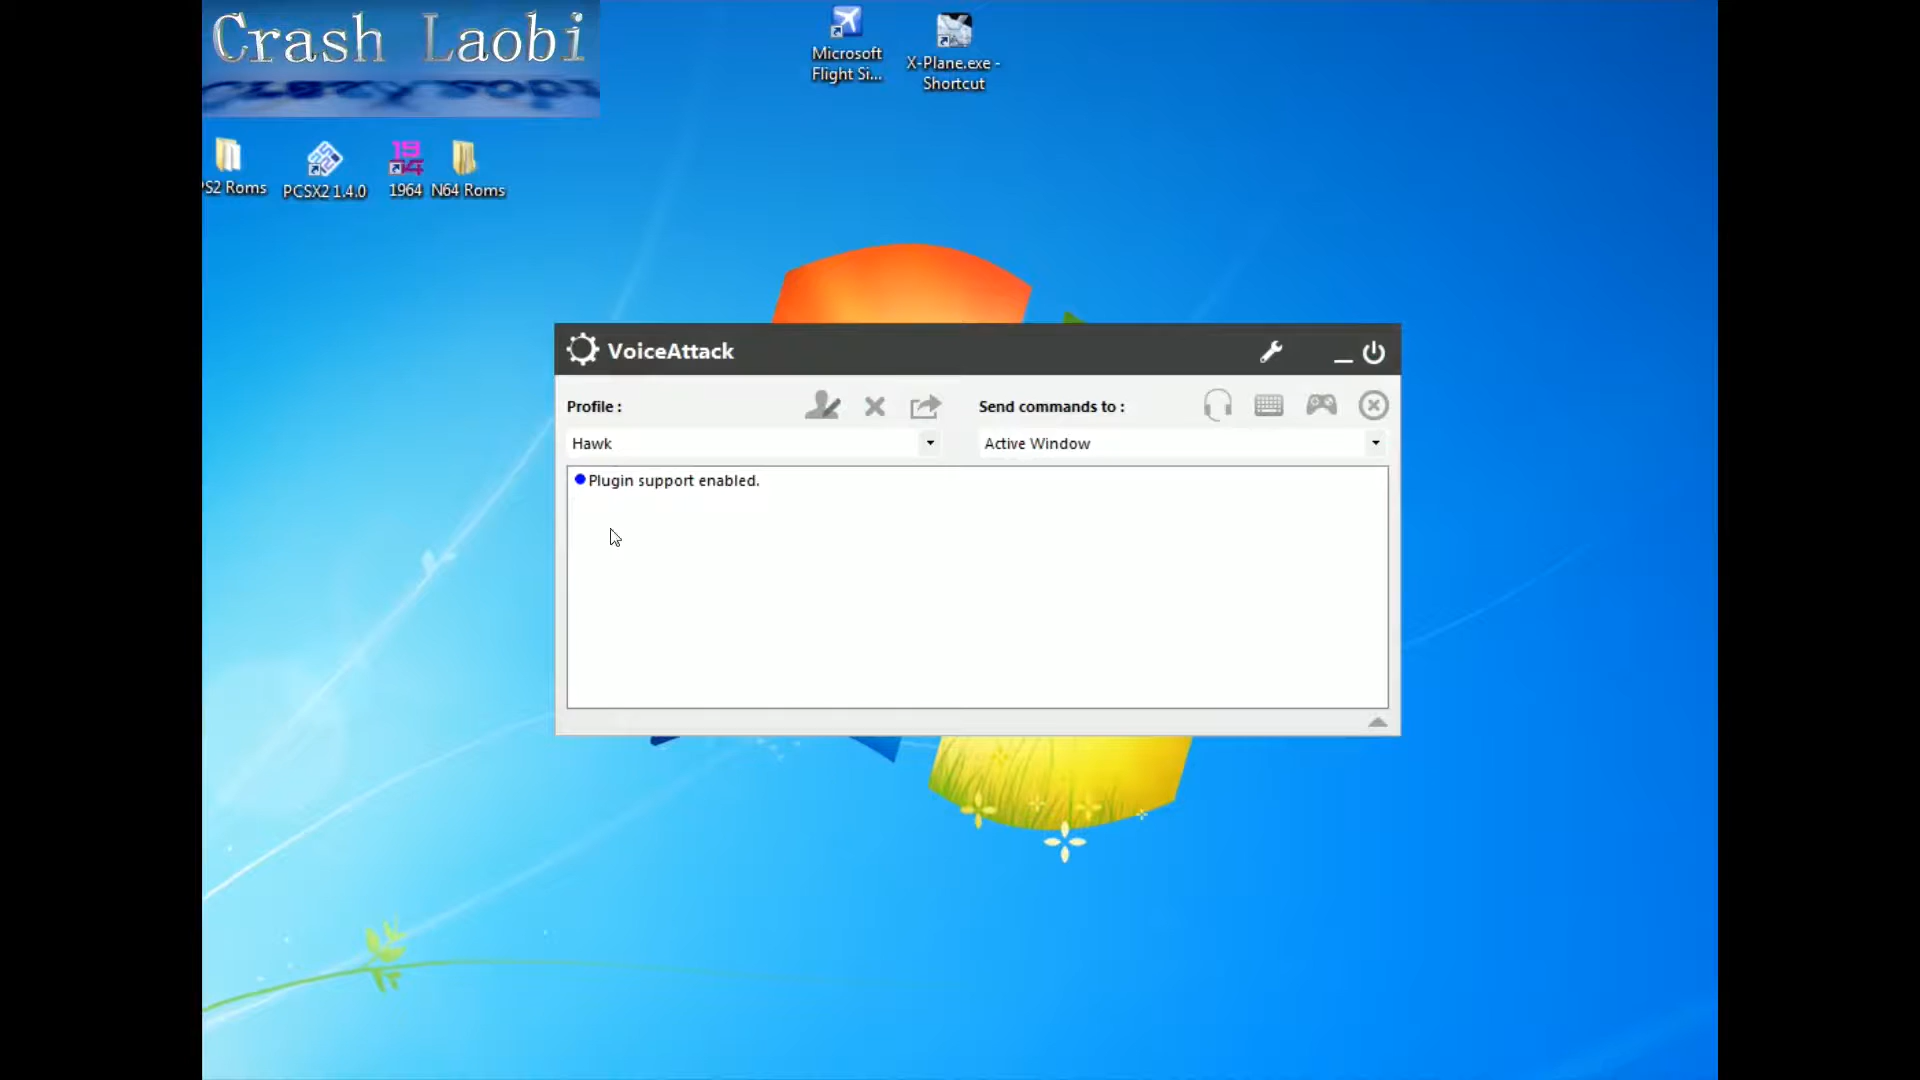 Crash Laobi
Microsoft
Flight Si...
X-Plane.exe -
Shortcut
PS2 Roms
PCSX2 1.4.0
1964
N64 Roms
VoiceAttack
Profile :
Send commands to :
Hawk
Active Window
Plugin support enabled.